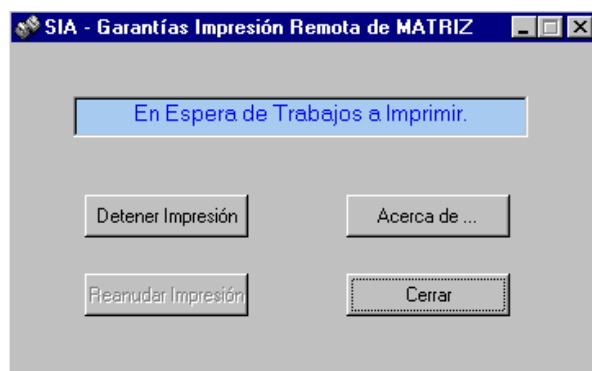 SIA - Garantías Impresión Remota de MATRIZ
En Espera de Trabajos a Imprimir.
Detener Impresión
Acerca de ...
Reanudar Impresión
Cerrar